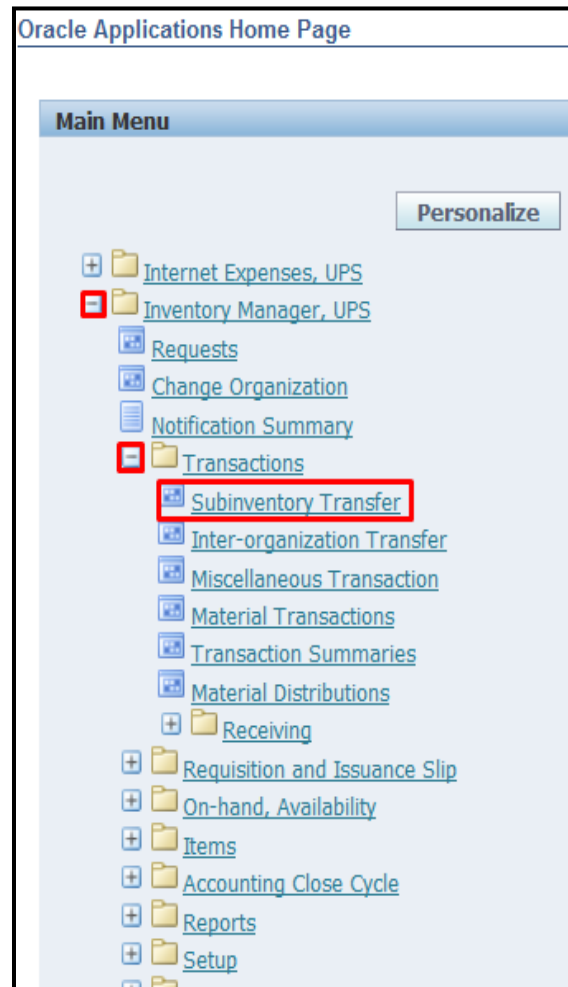 Oracle Applications Home Page
Main Menu
Personalize
Internet Expenses, UPS
Inventory Manager, UPS
Requests
Change Organization
Notification Summary
Transactions
Subinventory Transfer
Inter-organization Transfer
Miscellaneous Transaction
Material Transactions
Transaction Summaries
Material Distributions
Receiving
Requisition and Issuance Slip
On-hand, Availability
Items
Accounting Close Cycle
Reports
Setup